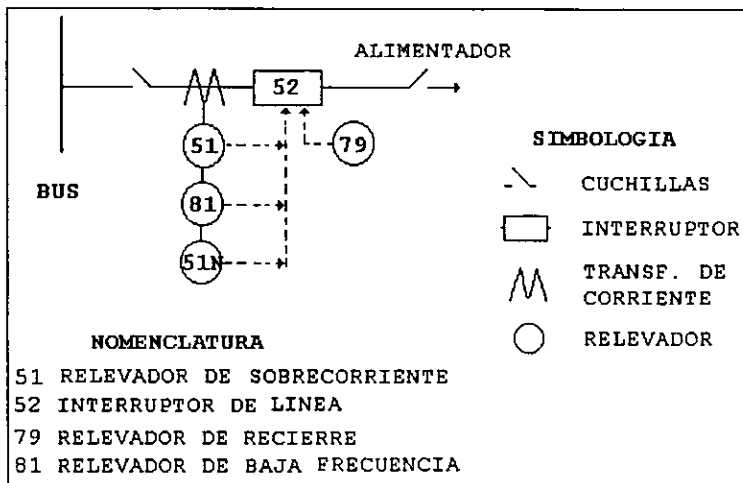 ALIMENTADOR
52
51
79
81
51N
BUS
SIMBOLOGIA
CUCHILLAS
INTERRUPTOR
TRANSF. DE
CORRIENTE
RELEVADOR
NOMENCLATURA
51 RELEVADOR DE SOBRECORRIENTE
52 INTERRUPTOR DE LINEA
79 RELEVADOR DE RECIERRE
81 RELEVADOR DE BAJA FRECUENCIA